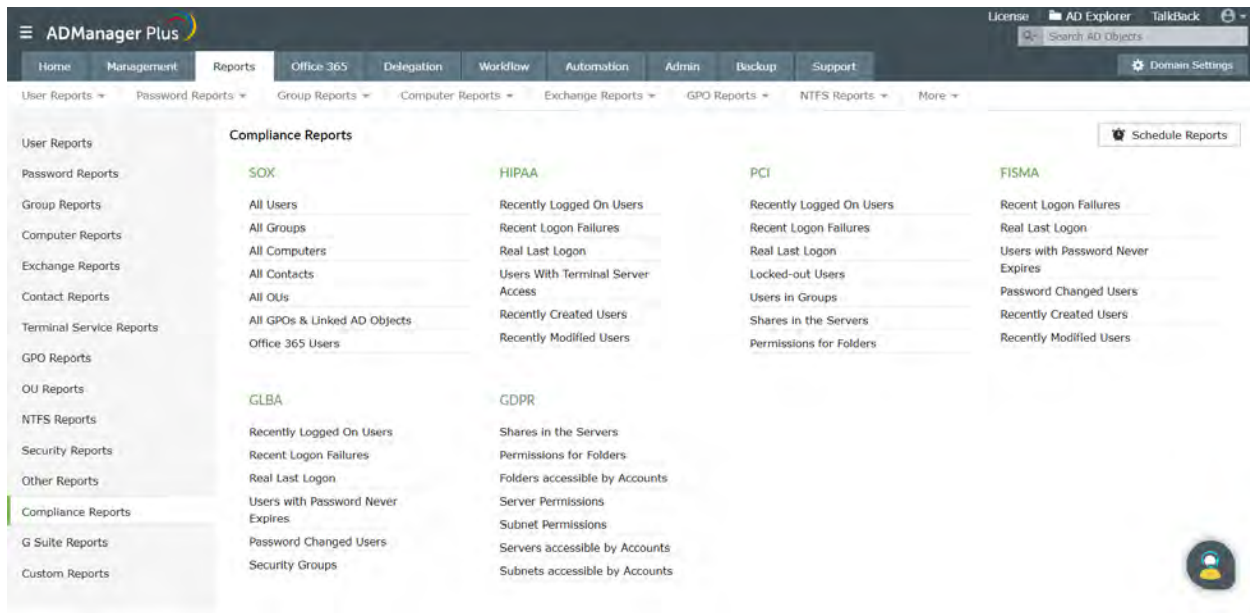 License AD Explorer TalkBack
ADManager Plus
Search AD Objects
Home Management Reports Office 365 Delegation Workflow Automation Admin Backup Support Domain Settings
User Reports Password Reports Group Reports Computer Reports Exchange Reports GPO Reports NTFS Reports More
User Reports
Password Reports
Group Reports
Computer Reports
Exchange Reports
Contact Reports
Terminal Service Reports
GPO Reports
OU Reports
NTFS Reports
Security Reports
Other Reports
Compliance Reports
G Suite Reports
Custom Reports
Compliance Reports
Schedule Reports
SOX
All Users
All Groups
All Computers
All Contacts
All OUs
All GPOs & Linked AD Objects
Office 365 Users
HIPAA
Recently Logged On Users
Recent Logon Failures
Real Last Logon
Users With Terminal Server
Access
Recently Created Users
Recently Modified Users
PCI
Recently Logged On Users
Recent Logon Failures
Real Last Logon
Locked-out Users
Users in Groups
Shares in the Servers
Permissions for Folders
FISMA
Recent Logon Failures
Real Last Logon
Users with Password Never
Expires
Password Changed Users
Recently Created Users
Recently Modified Users
GLBA
Recently Logged On Users
Recent Logon Failures
Real Last Logon
Users with Password Never
Expires
Password Changed Users
Security Groups
GDPR
Shares in the Servers
Permissions for Folders
Folders accessible by Accounts
Server Permissions
Subnet Permissions
Servers accessible by Accounts
Subnets accessible by Accounts